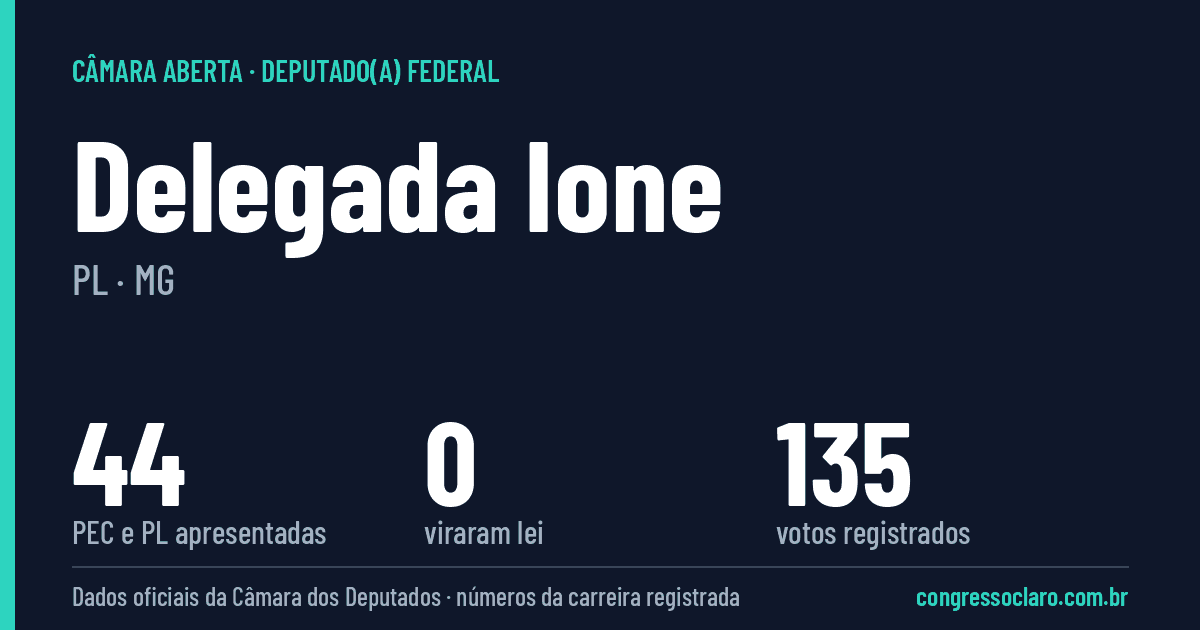 CÂMARA ABERTA · DEPUTADO(A) FEDERAL
Delegada Ione
PL · MG
44 0 135
PEC e PL apresentadas viraram lei votos registrados
Dados oficiais da Câmara dos Deputados · números da carreira registrada congressoclaro.com.br